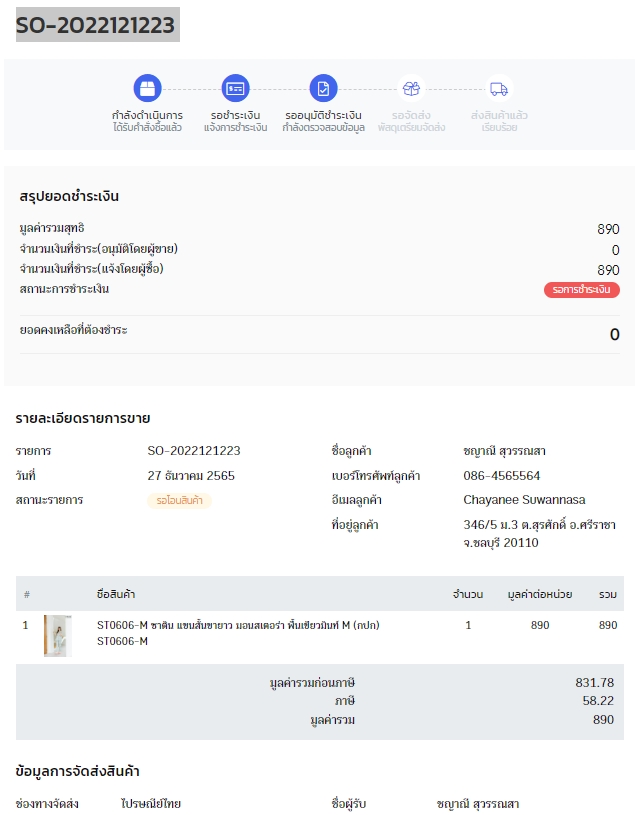 SO-2022121223
กำลังดำเนินการ รอชำระเงิน รออนุมัติชำระเงิน รอจัดส่ง ส่งสินค้าแล้ว
ได้รับคำสั่งซื้อแล้ว แจ้งการชำระเงิน กำลังตรวจสอบข้อมูล พัสดุเตรียมจัดส่ง เรียบร้อย
สรุปยอดชำระเงิน
มูลค่ารวมสุทธิ 890
จำนวนเงินที่ชำระ(อนุมัติโดยผู้ขาย) 0
จำนวนเงินที่ชำระ(แจ้งโดยผู้ซื้อ) 890
สถานะการชำระเงิน รอการชำระเงิน
ยอดคงเหลือที่ต้องชำระ 0
รายละเอียดรายการขาย
รายการ SO-2022121223 ชื่อลูกค้า ชญาณี สุวรรณสา
วันที่ 27 ธันวาคม 2565 เบอร์โทรศัพท์ลูกค้า 086-4565564
สถานะรายการ รอโอนสินค้า อีเมลลูกค้า Chayanee Suwannasa
ที่อยู่ลูกค้า 346/5 ม.3 ต.สุรศักดิ์ อ.ศรีราชา
จ.ชลบุรี 20110
# ชื่อสินค้า จำนวน มูลค่าต่อหน่วย รวม
1 ST0606-M ซาติน แขนสั้นขายาว มอนสเตอร่า พื้นเขียวมินท์ M (กปก) 1 890 890
ST0606-M
มูลค่ารวมก่อนภาษี 831.78
ภาษี 58.22
มูลค่ารวม 890
ข้อมูลการจัดส่งสินค้า
ช่องทางจัดส่ง ไปรษณีย์ไทย ชื่อผู้รับ ชญาณี สุวรรณสา